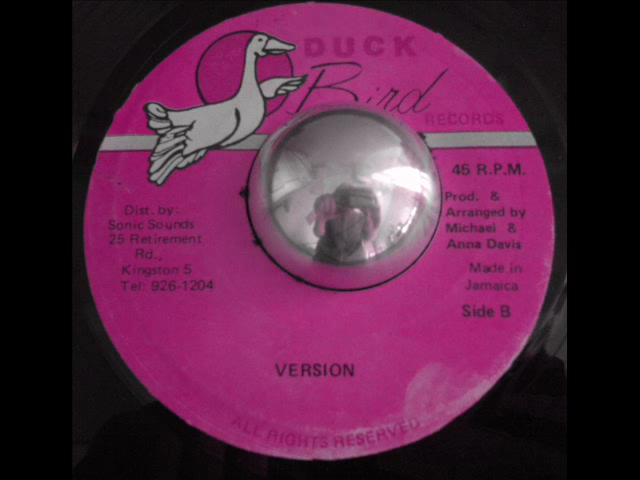 DUCK
Bird
RECORDS
45 R.P.M.
Prod. &
Arranged by
Michael &
Anna Davis
Made in
Jamaica
Side B
Dist. by:
Sonic Sounds
25 Retirement
Rd.,
Kingston 5
Tel: 926-1204
VERSION
ALL RIGHTS RESERVED